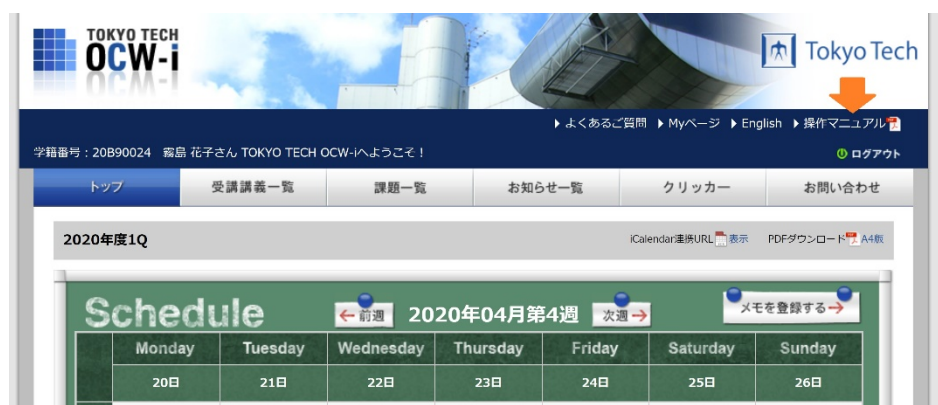 TOKYO TECH
OCW-i
Tokyo Tech
よくあるご質問 Myページ English 操作マニュアル
学籍番号：20B90024 霧島 花子さん TOKYO TECH OCW-iへようこそ！
ログアウト
トップ 受講講義一覧 課題一覧 お知らせ一覧 クリッカー お問い合わせ
2020年度1Q iCalendar連携URL 表示 PDFダウンロード A4版
Schedule ←前週 2020年04月第4週 次週→ メモを登録する→
Monday Tuesday Wednesday Thursday Friday Saturday Sunday
20日 21日 22日 23日 24日 25日 26日